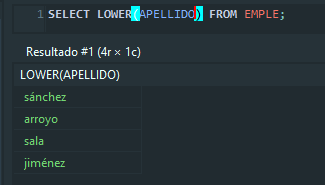 1 SELECT LOWER(APELLIDO) FROM EMPLE;
Resultado #1 (4r × 1c)
LOWER(APELLIDO)
sánchez
arroyo
sala
jiménez